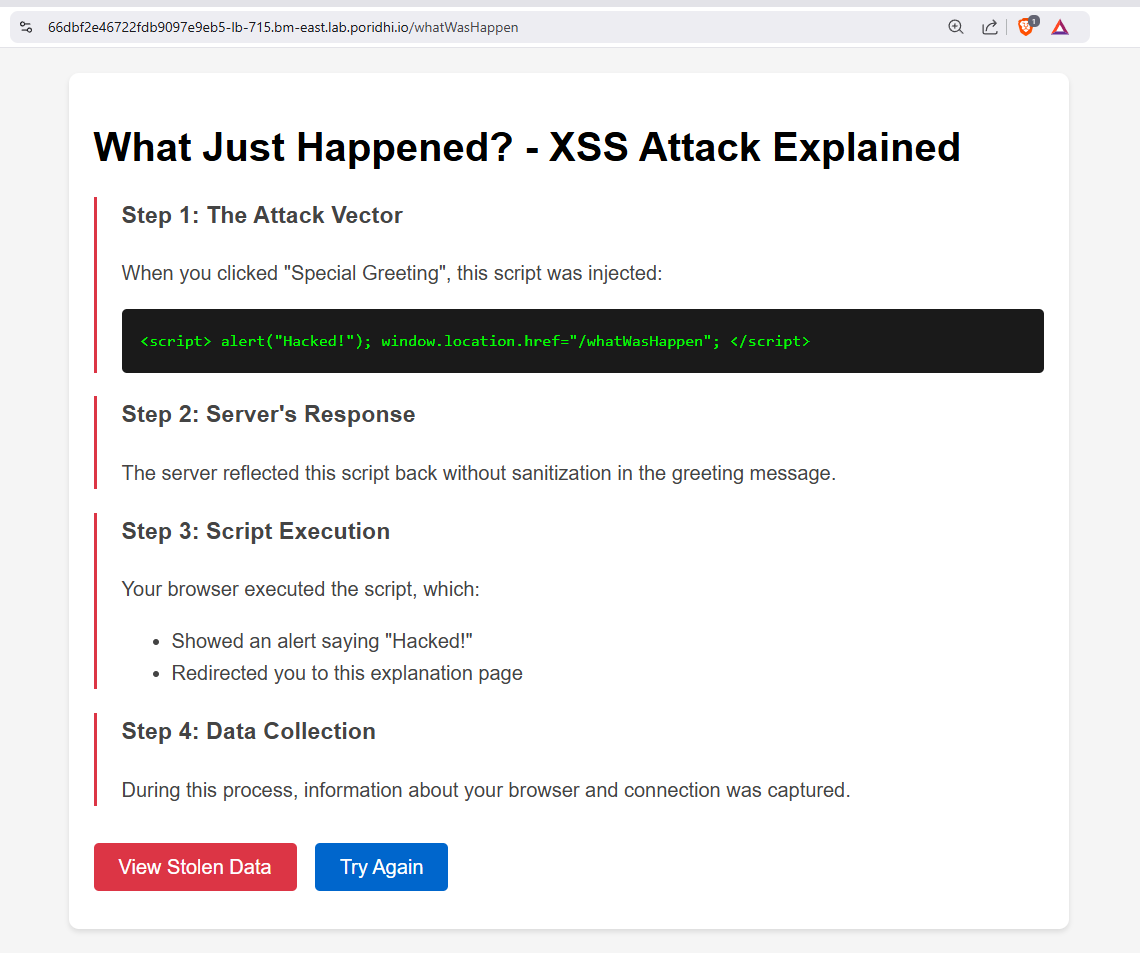 66dbf2e46722fdb9097e9eb5-lb-715.bm-east.lab.poridhi.io/whatWasHappen
1
What Just Happened? - XSS Attack Explained
Step 1: The Attack Vector
When you clicked "Special Greeting", this script was injected:
<script> alert("Hacked!"); window.location.href="/whatWasHappen"; </script>
Step 2: Server's Response
The server reflected this script back without sanitization in the greeting message.
Step 3: Script Execution
Your browser executed the script, which:
• Showed an alert saying "Hacked!"
• Redirected you to this explanation page
Step 4: Data Collection
During this process, information about your browser and connection was captured.
View Stolen Data Try Again